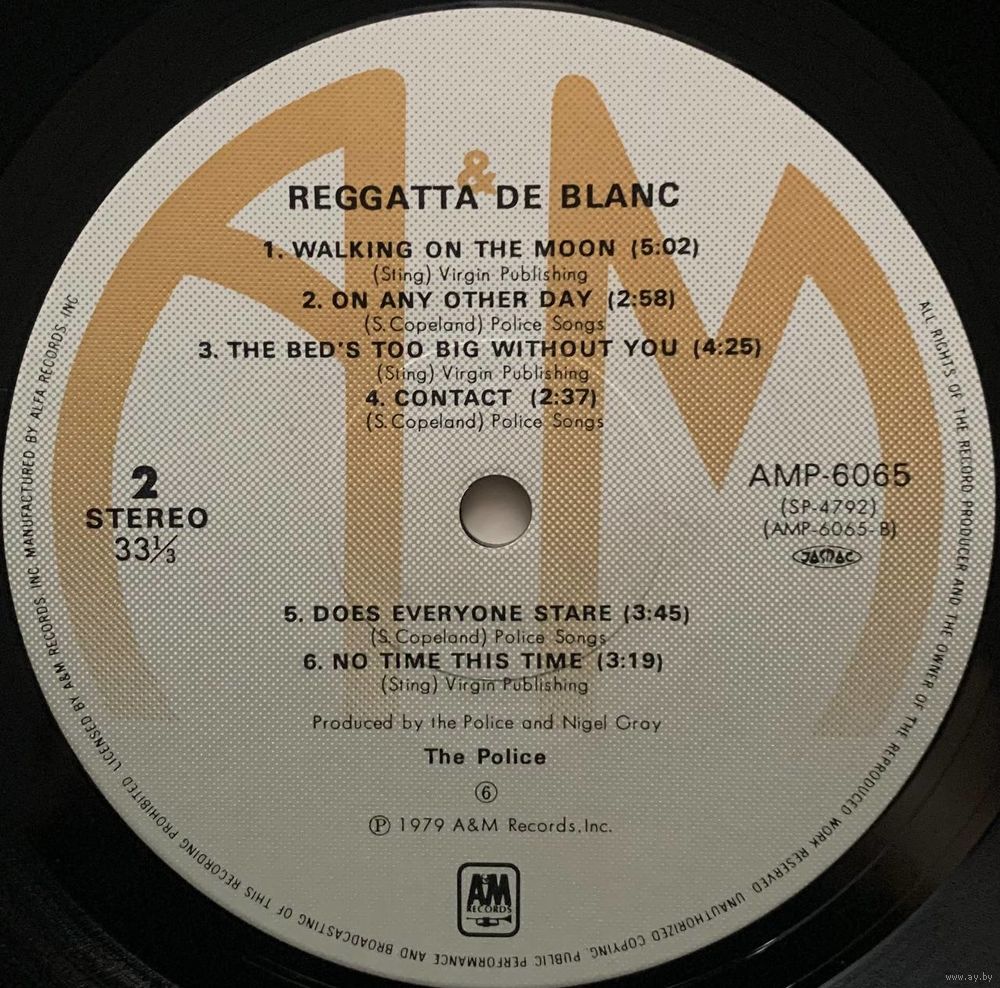 A&M
REGGATTA DE BLANC
1. WALKING ON THE MOON (5:02)
(Sting) Virgin Publishing
2. ON ANY OTHER DAY (2:58)
(S. Copeland) Police Songs
3. THE BED'S TOO BIG WITHOUT YOU (4:25)
(Sting) Virgin Publishing
4. CONTACT (2:37)
(S. Copeland) Police Songs
2
STEREO
33⅓
AMP-6065
(SP-4792)
(AMP-6065-B)
JASRAC
5. DOES EVERYONE STARE (3:45)
(S. Copeland) Police Songs
6. NO TIME THIS TIME (3:19)
(Sting) Virgin Publishing
Produced by the Police and Nigel Gray
The Police
⑥
Ⓟ 1979 A&M Records, Inc.
A&M
RECORDS
ALL RIGHTS OF THE RECORD PRODUCER AND THE OWNER OF THE REPRODUCED WORK RESERVED. UNAUTHORIZED COPYING, PUBLIC PERFORMANCE AND BROADCASTING OF THIS RECORDING PROHIBITED. LICENSED BY A&M RECORDS, INC. MANUFACTURED BY ALFA RECORDS, INC
www.ay.by